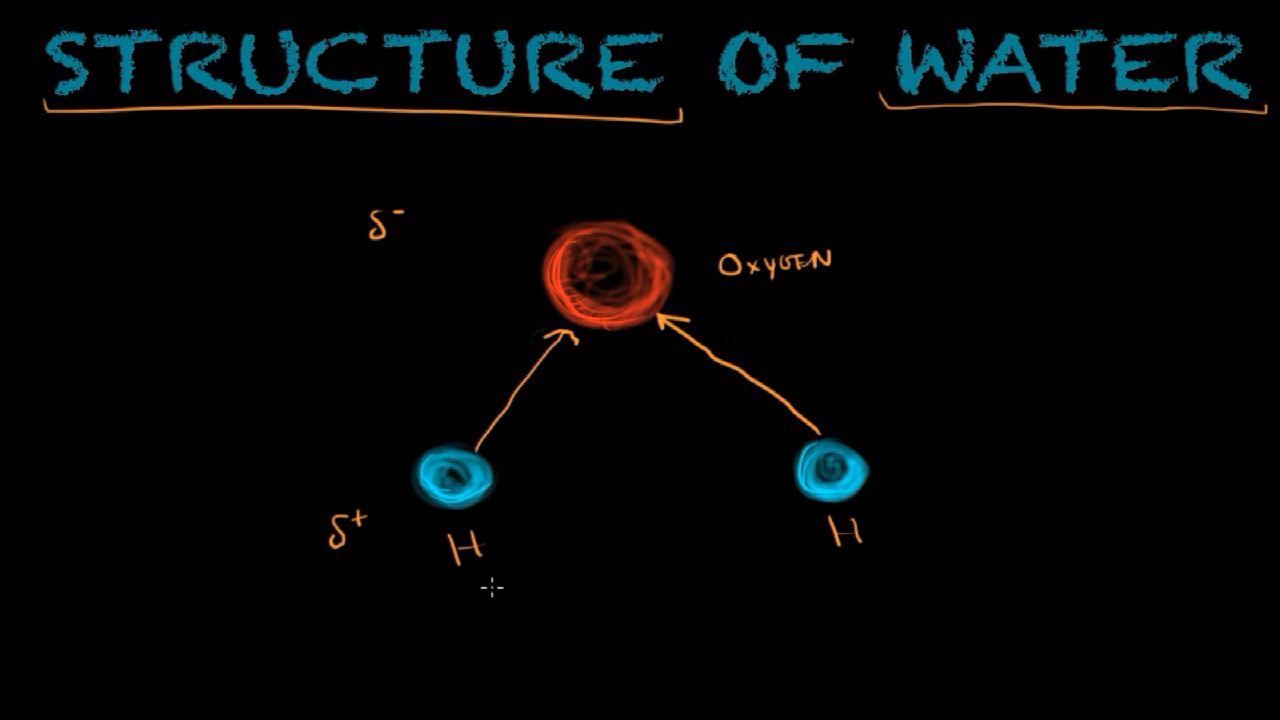 STRUCTURE OF WATER
δ-
OXYGEN
δ+
H
H